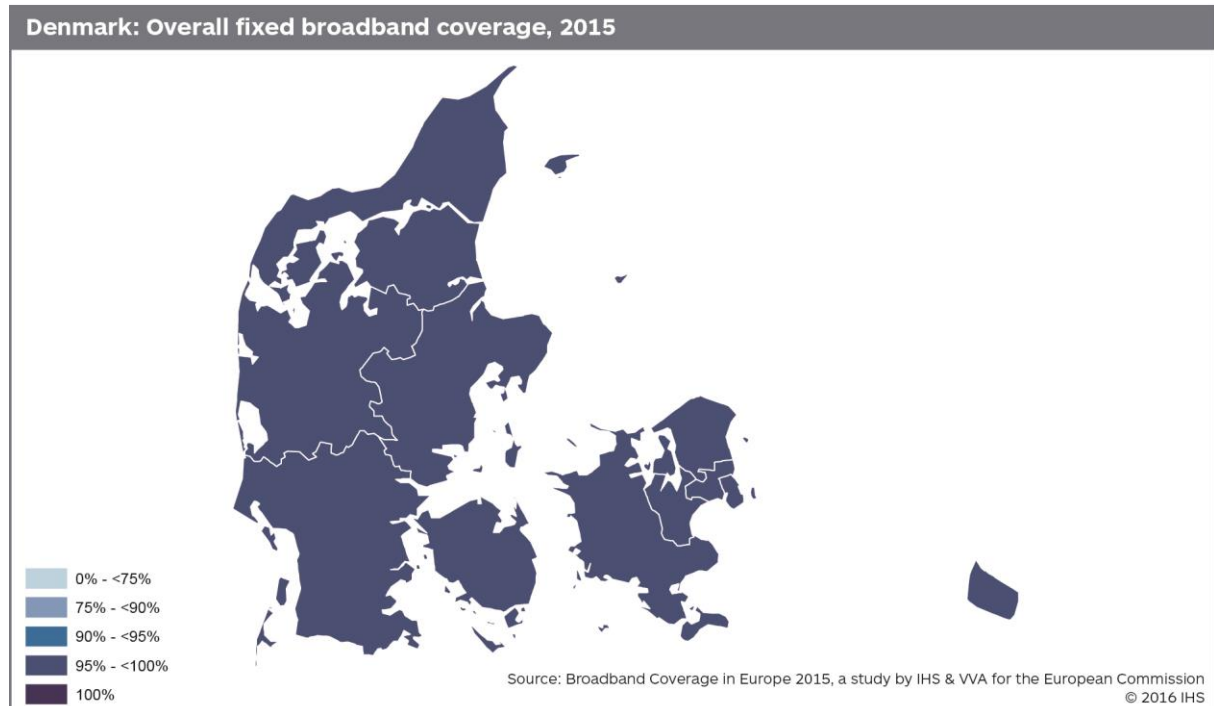 Denmark: Overall fixed broadband coverage, 2015
0% - <75%
75% - <90%
90% - <95%
95% - <100%
100%
Source: Broadband Coverage in Europe 2015, a study by IHS & VVA for the European Commission
© 2016 IHS